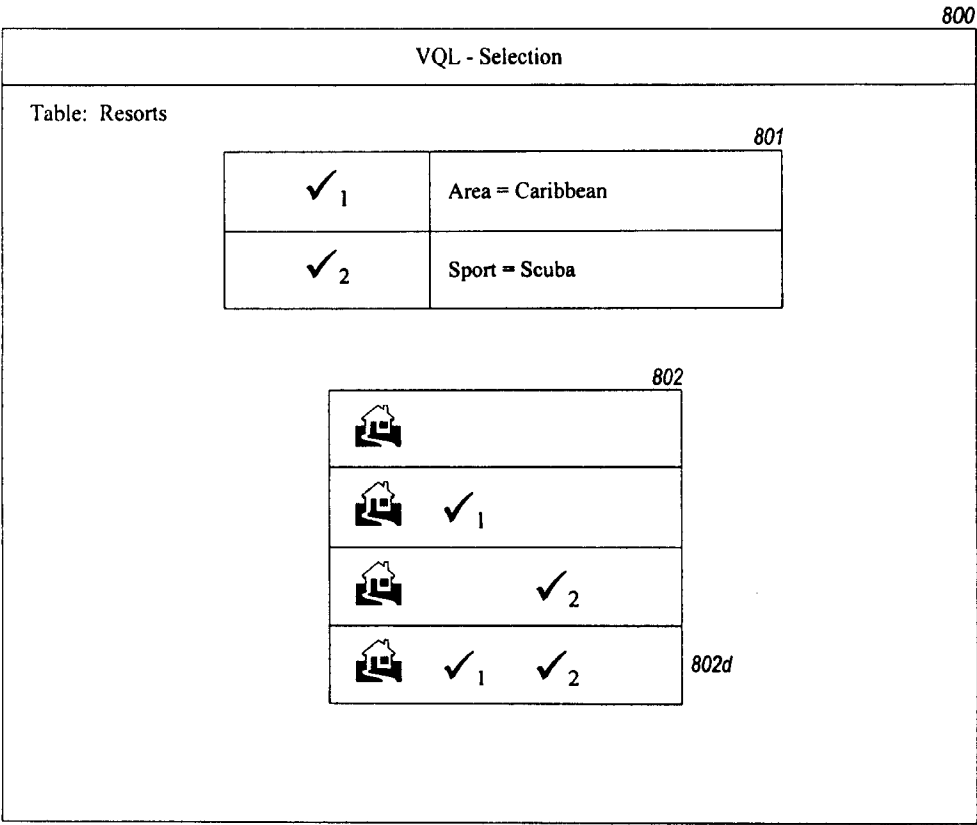 800
VQL - Selection
Table: Resorts
801
✓1 Area = Caribbean
✓2 Sport = Scuba
802
✓1
✓2
✓1 ✓2 802d